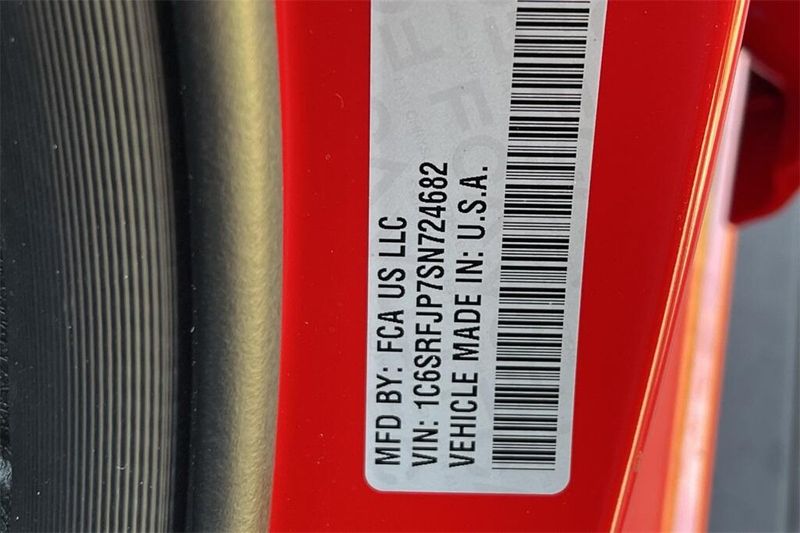 MFD BY: FCA US LLC
VIN: 1C6SRFJP7SN724682
VEHICLE MADE IN: U.S.A.